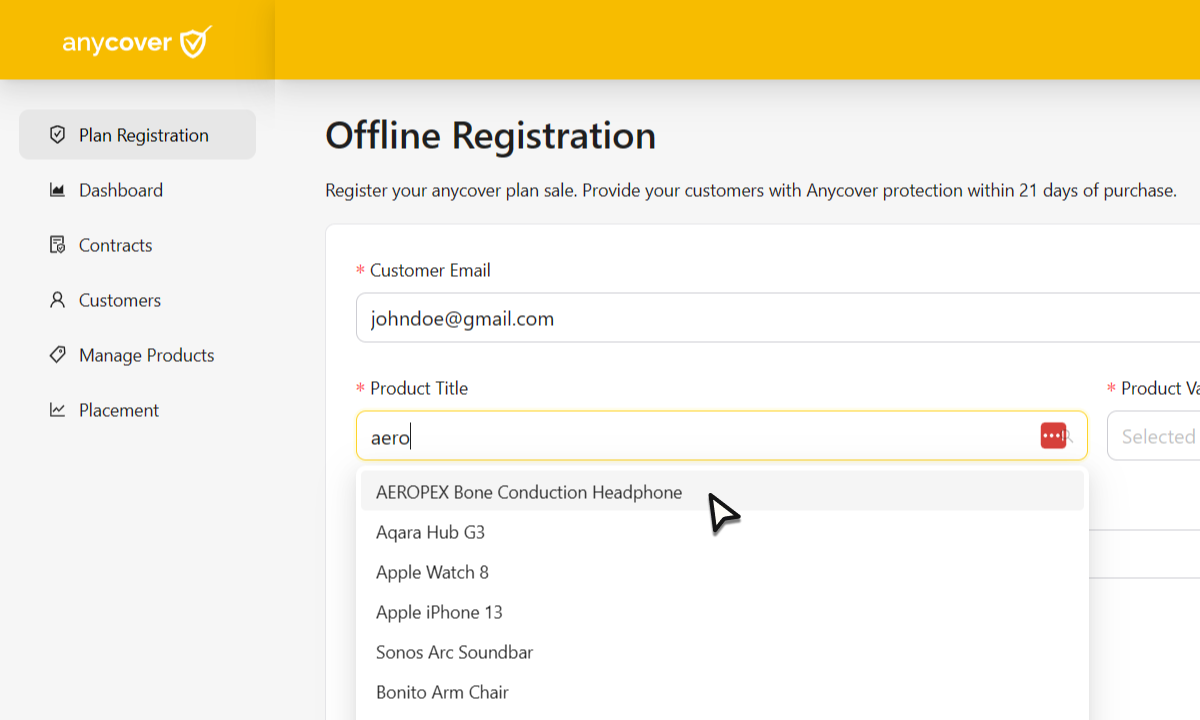 anycover
Plan Registration
Dashboard
Contracts
Customers
Manage Products
Placement
Offline Registration
Register your anycover plan sale. Provide your customers with Anycover protection within 21 days of purchase.
* Customer Email
johndoe@gmail.com
* Product Title
* Product Va
aero
Selected
AEROPEX Bone Conduction Headphone
Aqara Hub G3
Apple Watch 8
Apple iPhone 13
Sonos Arc Soundbar
Bonito Arm Chair